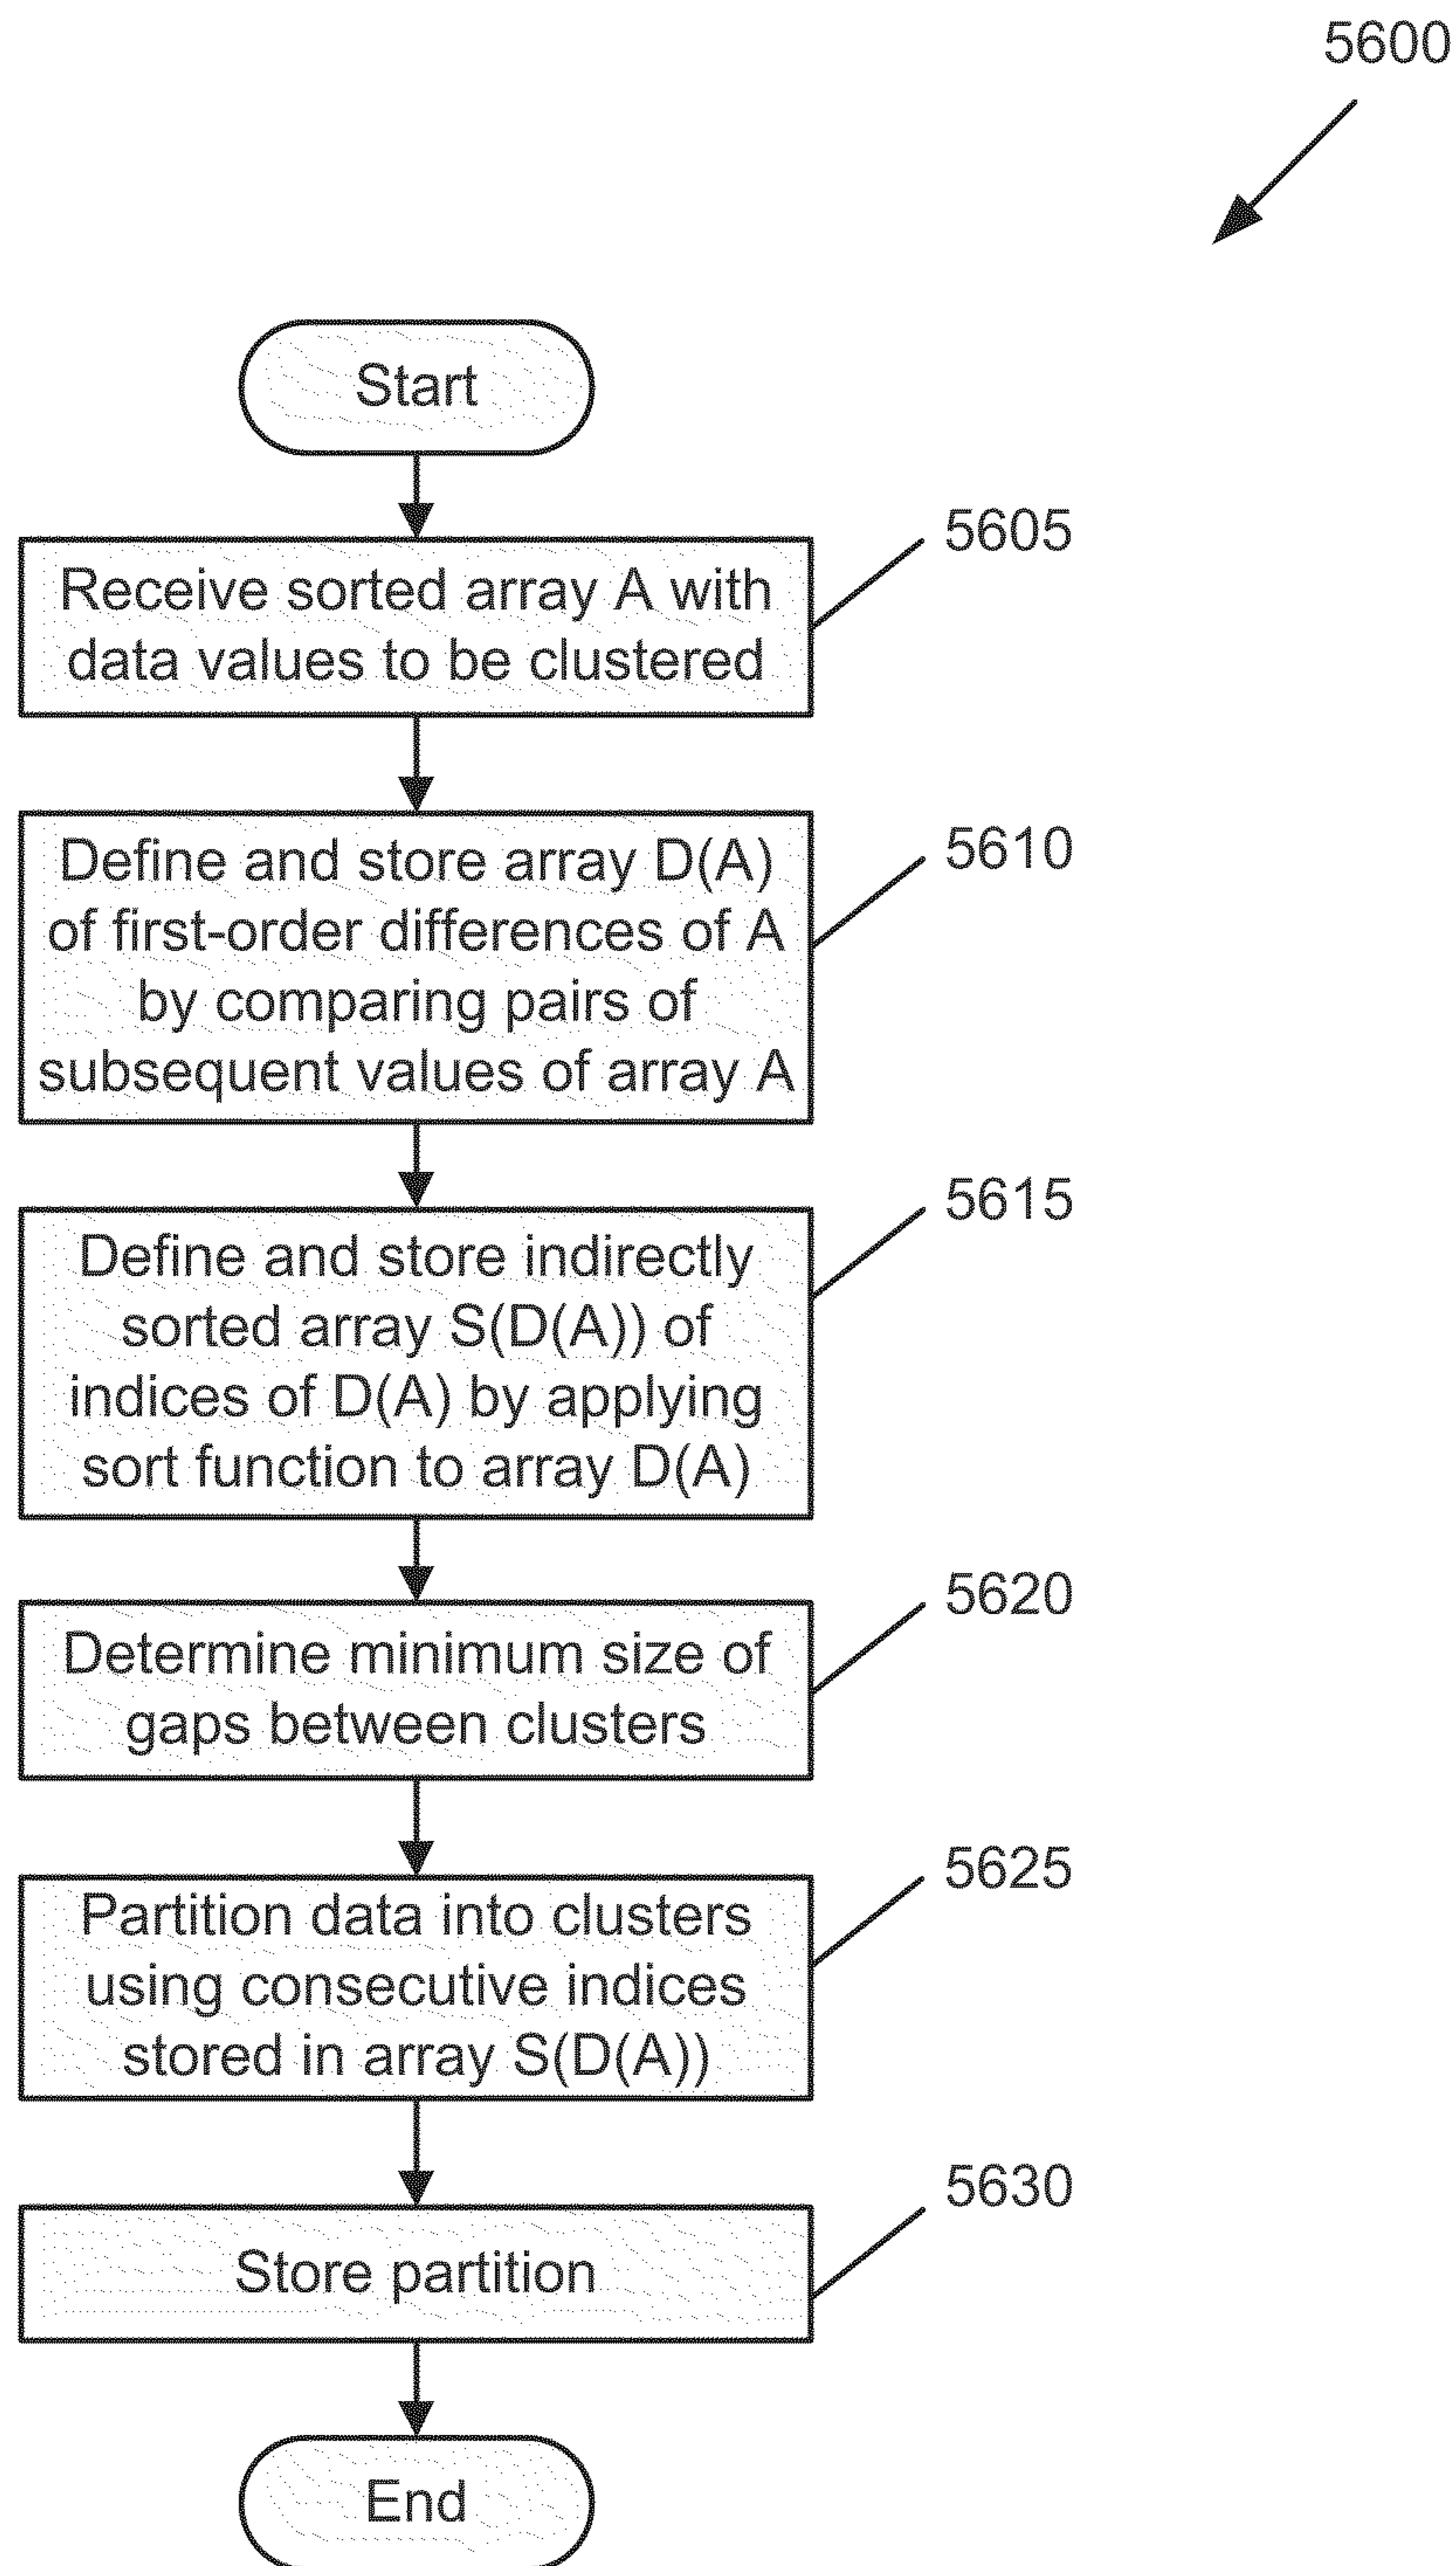 5600
Start
5605
Receive sorted array A with
data values to be clustered
5610
Define and store array D(A)
of first-order differences of A
by comparing pairs of
subsequent values of array A
5615
Define and store indirectly
sorted array S(D(A)) of
indices of D(A) by applying
sort function to array D(A)
5620
Determine minimum size of
gaps between clusters
5625
Partition data into clusters
using consecutive indices
stored in array S(D(A))
5630
Store partition
End